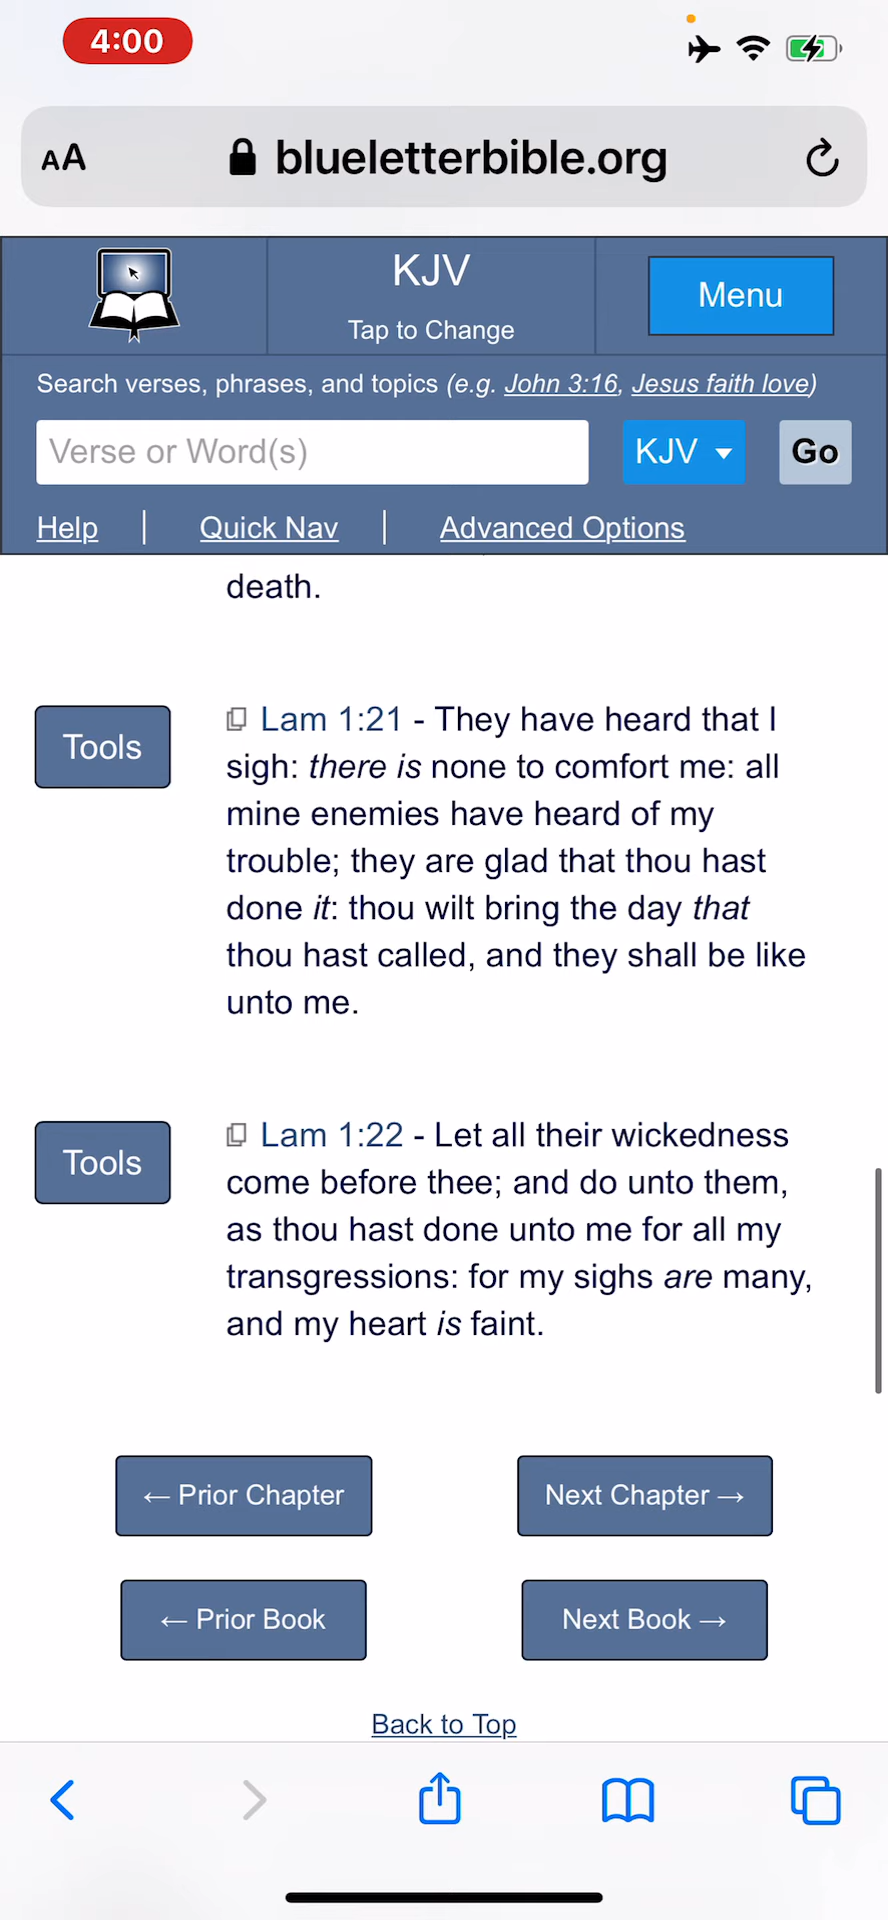 4:00
AA blueletterbible.org
KJV
Tap to Change
Menu
Search verses, phrases, and topics (e.g. John 3:16, Jesus faith love)
Verse or Word(s)
KJV
Go
Help | Quick Nav | Advanced Options
death.
Tools
Lam 1:21 - They have heard that I
sigh: there is none to comfort me: all
mine enemies have heard of my
trouble; they are glad that thou hast
done it: thou wilt bring the day that
thou hast called, and they shall be like
unto me.
Tools
Lam 1:22 - Let all their wickedness
come before thee; and do unto them,
as thou hast done unto me for all my
transgressions: for my sighs are many,
and my heart is faint.
← Prior Chapter
Next Chapter →
← Prior Book
Next Book →
Back to Top